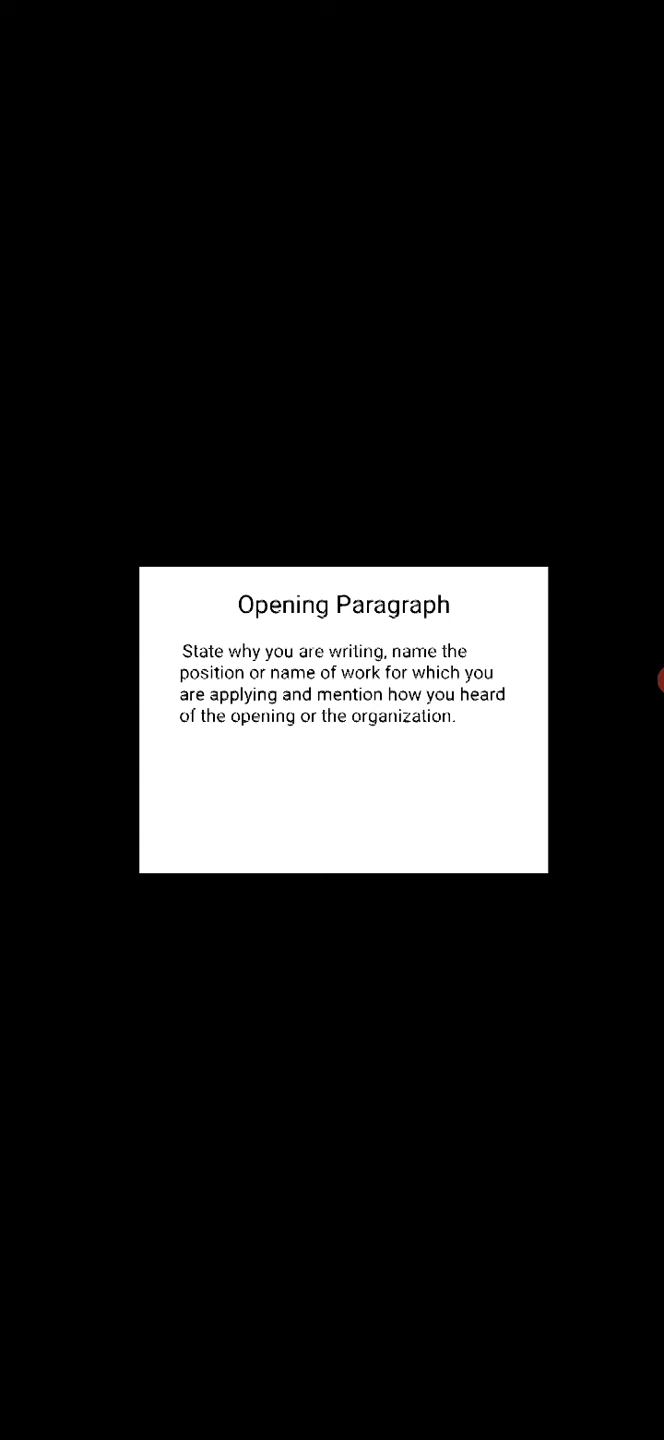 Opening Paragraph
State why you are writing, name the
position or name of work for which you
are applying and mention how you heard
of the opening or the organization.